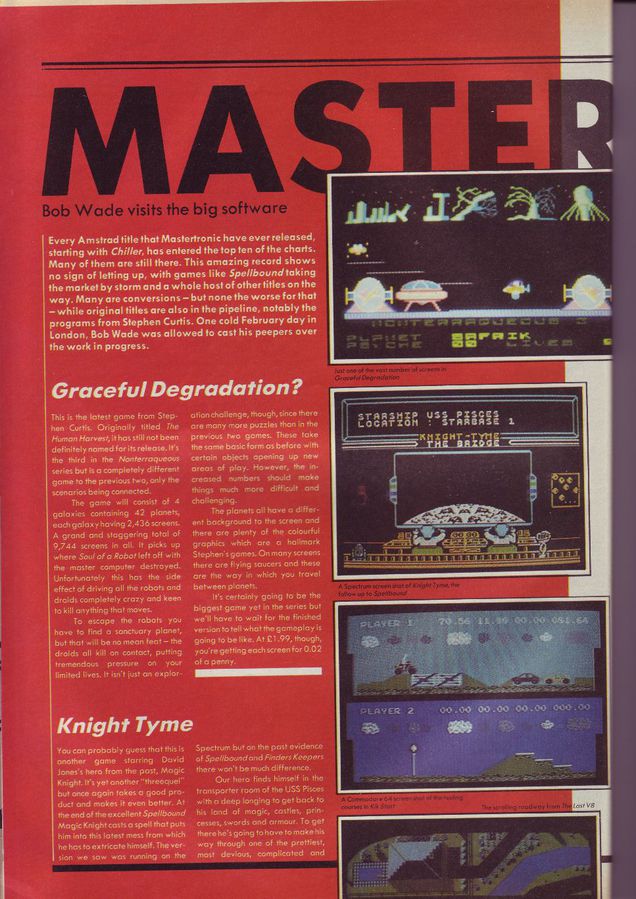 MASTER
Bob Wade visits the big software
Every Amstrad title that Mastertronic have ever released,
starting with Chiller, has entered the top ten of the charts.
Many of them are still there. This amazing record shows
no sign of letting up, with games like Spellbound taking
the market by storm and a whole host of other titles on the
way. Many are conversions – but none the worse for that
– while original titles are also in the pipeline, notably the
programs from Stephen Curtis. One cold February day in
London, Bob Wade was allowed to cast his peepers over
the work in progress.
Graceful Degradation?
This is the latest game from Step-
hen Curtis. Originally titled The
Human Harvest, it has still not been
definitely named for its release. It's
the third in the Nonterraqueous
series but is a completely different
game to the previous two, only the
scenarios being connected.
The game will consist of 4
galaxies containing 42 planets,
each galaxy having 2,436 screens.
A grand and staggering total of
9,744 screens in all. It picks up
where Soul of a Robot left off with
the master computer destroyed.
Unfortunately this has the side
effect of driving all the robots and
droids completely crazy and keen
to kill anything that moves.
To escape the robots you
have to find a sanctuary planet,
but that will be no mean feat – the
droids all kill on contact, putting
tremendous pressure on your
limited lives. It isn't just an explor-
ation challenge, though, since there
are many more puzzles than in the
previous two games. These take
the same basic form as before with
certain objects opening up new
areas of play. However, the in-
creased numbers should make
things much more difficult and
challenging.
The planets all have a differ-
ent background to the screen and
there are plenty of the colourful
graphics which are a hallmark
Stephen's games. On many screens
there are flying saucers and these
are the way in which you travel
between planets.
It's certainly going to be the
biggest game yet in the series but
we'll have to wait for the finished
version to tell what the gameplay is
going to be like. At £1.99, though,
you're getting each screen for 0.02
of a penny.
Knight Tyme
You can probably guess that this is
another game starring David
Jones's hero from the past, Magic
Knight. It's yet another "threequel"
but once again takes a good pro-
duct and makes it even better. At
the end of the excellent Spellbound
Magic Knight casts a spell that puts
him into this latest mess from which
he has to extricate himself. The ver-
sion we saw was running on the
Spectrum but on the past evidence
of Spellbound and Finders Keepers
there won't be much difference.
Our hero finds himself in the
transporter room of the USS Pisces
with a deep longing to get back to
his land of magic, castles, prin-
cesses, swords and armour. To get
there he's going to have to make his
way through one of the prettiest,
most devious, complicated and
NONTERRAQUEOUS
PLANET SAFRIK
PSYCHE LIVES
Just one of the vast number of screens in
Graceful Degradation
STARSHIP USS PISCES
LOCATION : STARBASE 1
KNIGHT-TYME
THE BRIDGE
A Spectrum screen shot of Knight Tyme, the
follow up to Spellbound
PLAYER 1
PLAYER 2 00.00 00.00 00 000.00
A Commodore 64 screen shot of the
courses in Kik Start
The scrolling roadway from The Last V8